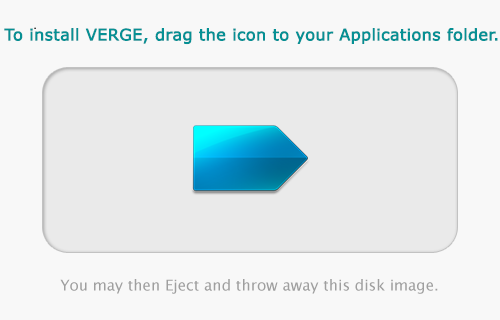 To install VERGE, drag the icon to your Applications folder.
You may then Eject and throw away this disk image.